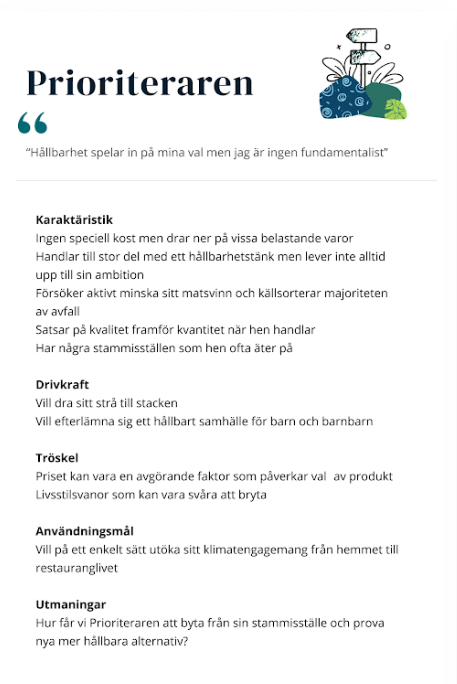 Prioriteraren
“Hållbarhet spelar in på mina val men jag är ingen fundamentalist”
Karaktäristik
Ingen speciell kost men drar ner på vissa belastande varor
Handlar till stor del med ett hållbarhetstänk men lever inte alltid
upp till sin ambition
Försöker aktivt minska sitt matsvinn och källsorterar majoriteten
av avfall
Satsar på kvalitet framför kvantitet när hen handlar
Har några stammisställen som hen ofta äter på
Drivkraft
Vill dra sitt strå till stacken
Vill efterlämna sig ett hållbart samhälle för barn och barnbarn
Tröskel
Priset kan vara en avgörande faktor som påverkar val  av produkt
Livsstilsvanor som kan vara svåra att bryta
Användningsmål
Vill på ett enkelt sätt utöka sitt klimatengagemang från hemmet till
restauranglivet
Utmaningar
Hur får vi Prioriteraren att byta från sin stammisställe och prova
nya mer hållbara alternativ?